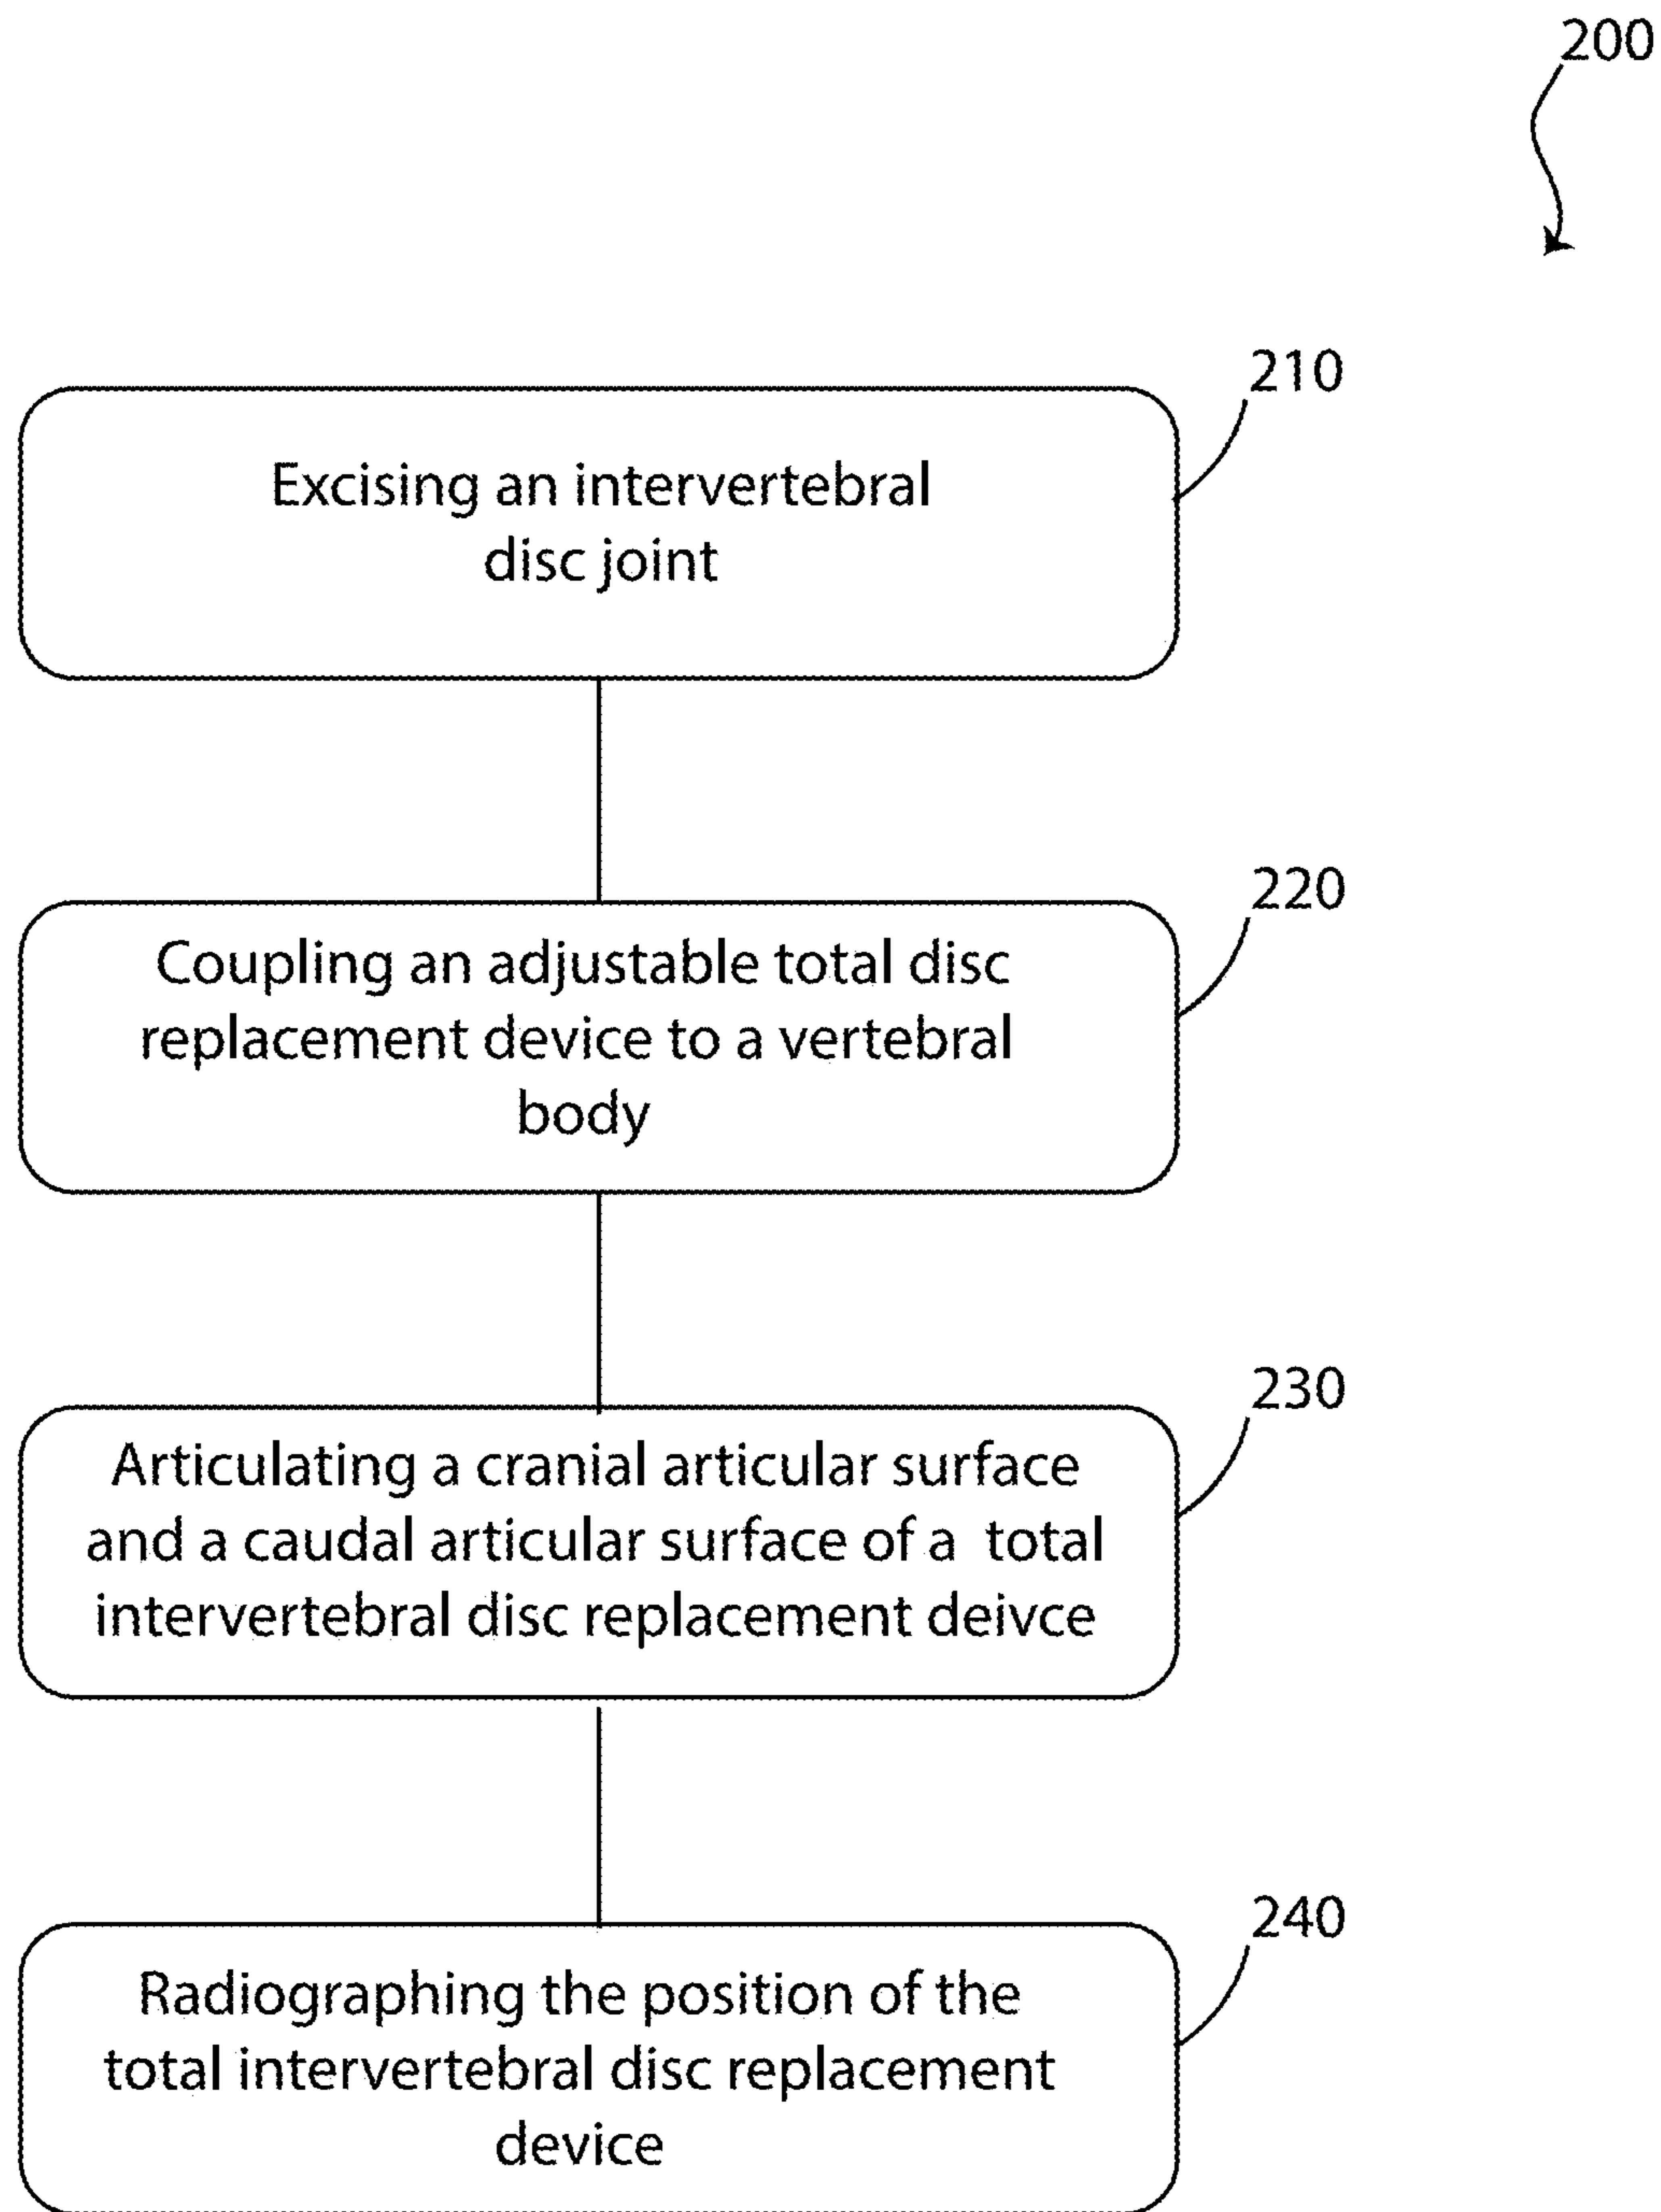 200
210
Excising an intervertebral
disc joint
220
Coupling an adjustable total disc
replacement device to a vertebral
body
230
Articulating a cranial articular surface
and a caudal articular surface of a total
intervertebral disc replacement deivce
240
Radiographing the position of the
total intervertebral disc replacement
device